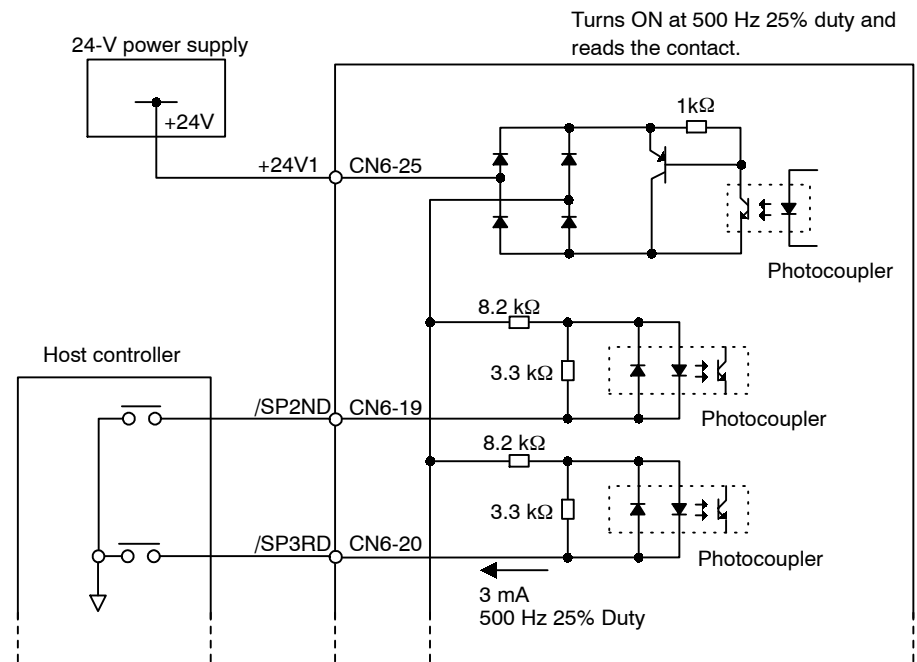 Turns ON at 500 Hz 25% duty and
reads the contact.
24-V power supply
+24V
1kΩ
+24V1
CN6-25
Photocoupler
8.2 kΩ
3.3 kΩ
Host controller
/SP2ND
CN6-19
Photocoupler
8.2 kΩ
3.3 kΩ
/SP3RD
CN6-20
Photocoupler
3 mA
500 Hz 25% Duty